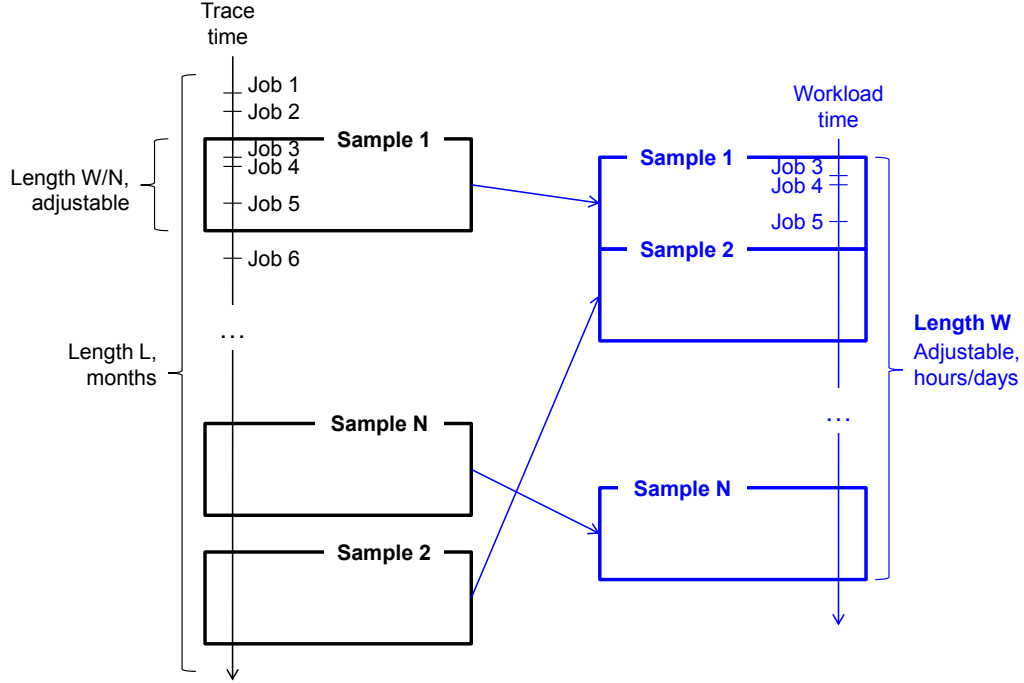 Trace
time
Job 1
Job 2
Sample 1
Job 3
Job 4
Length W/N,
adjustable
Job 5
Job 6
...
Length L,
months
Sample N
Sample 2
Workload
time
Sample 1
Job 3
Job 4
Job 5
Sample 2
Length W
Adjustable,
hours/days
...
Sample N